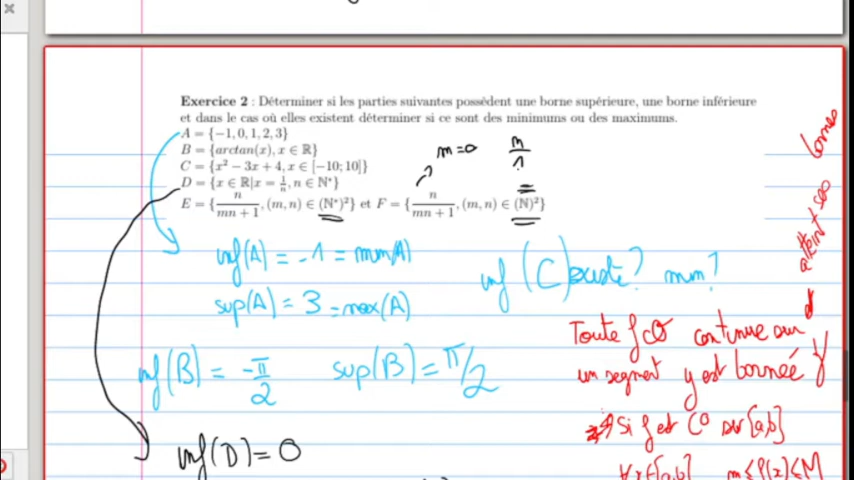 Exercice 2 : Déterminer si les parties suivantes possèdent une borne supérieure, une borne inférieure
et dans le cas où elles existent déterminer si ce sont des minimums ou des maximums.
A = {−1, 0, 1, 2, 3}
B = {arctan(x), x ∈ ℝ}
C = {x² − 3x + 4, x ∈ [−10; 10]}
D = {x ∈ ℝ|x = 1/n, n ∈ ℕ*}
E = {n/(mn + 1), (m, n) ∈ (ℕ*)²} et F = {n/(mn + 1), (m, n) ∈ (ℕ)²}
m=0 n/1
inf(A) = -1 = min(A)
sup(A) = 3 = max(A)
inf(B) = -π/2 sup(B) = π/2
inf(D) = 0
inf(C) existe? min?
Toute f c⁰ continue sur
un segment y est bornée
Si f est C⁰ sur [a,b]
∀x∈[a,b] m≤f(x)≤M
atteint ses bornes